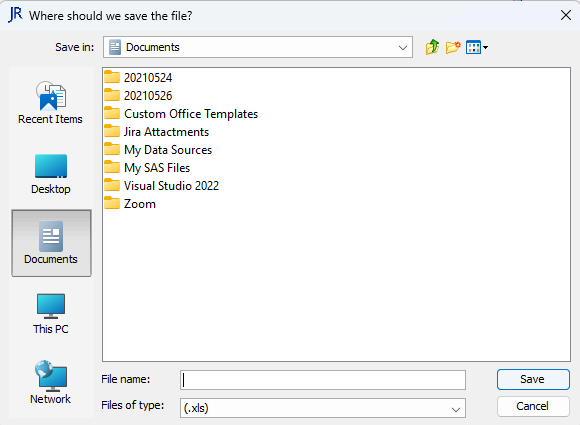 JR Where should we save the file?
Save in: Documents
20210524
20210526
Custom Office Templates
Jira Attactments
My Data Sources
My SAS Files
Visual Studio 2022
Zoom
Recent Items
Desktop
Documents
This PC
Network
File name: Save
Files of type: (.xls) Cancel